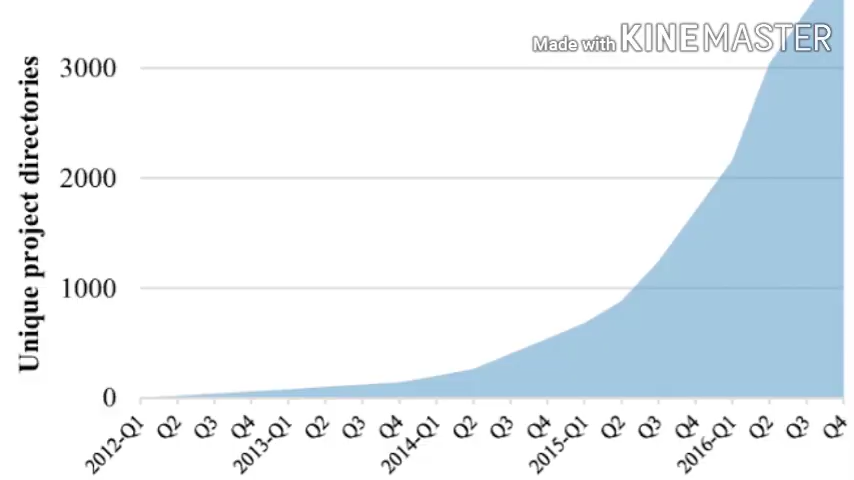 Made with KINEMASTER
3000
2000
1000
0
Unique project directories
2012-Q1 Q2 Q3 Q4 2013-Q1 Q2 Q3 Q4 2014-Q1 Q2 Q3 Q4 2015-Q1 Q2 Q3 Q4 2016-Q1 Q2 Q3 Q4